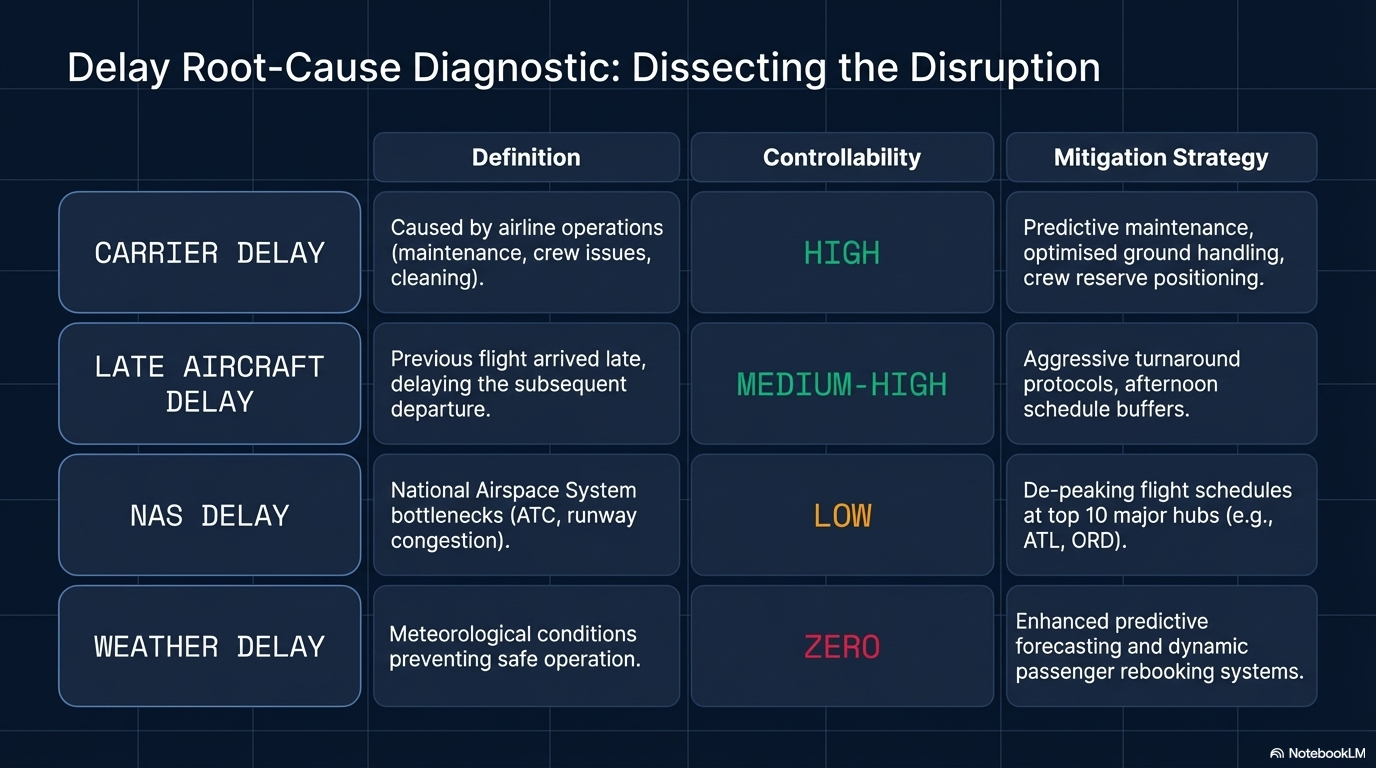 Delay Root-Cause Diagnostic: Dissecting the Disruption
Definition
Controllability
Mitigation Strategy
CARRIER DELAY
Caused by airline operations
(maintenance, crew issues,
cleaning).
HIGH
Predictive maintenance,
optimised ground handling,
crew reserve positioning.
LATE AIRCRAFT
DELAY
Previous flight arrived late,
delaying the subsequent
departure.
MEDIUM-HIGH
Aggressive turnaround
protocols, afternoon
schedule buffers.
NAS DELAY
National Airspace System
bottlenecks (ATC, runway
congestion).
LOW
De-peaking flight schedules
at top 10 major hubs (e.g.,
ATL, ORD).
WEATHER DELAY
Meteorological conditions
preventing safe operation.
ZERO
Enhanced predictive
forecasting and dynamic
passenger rebooking systems.
NotebookLM